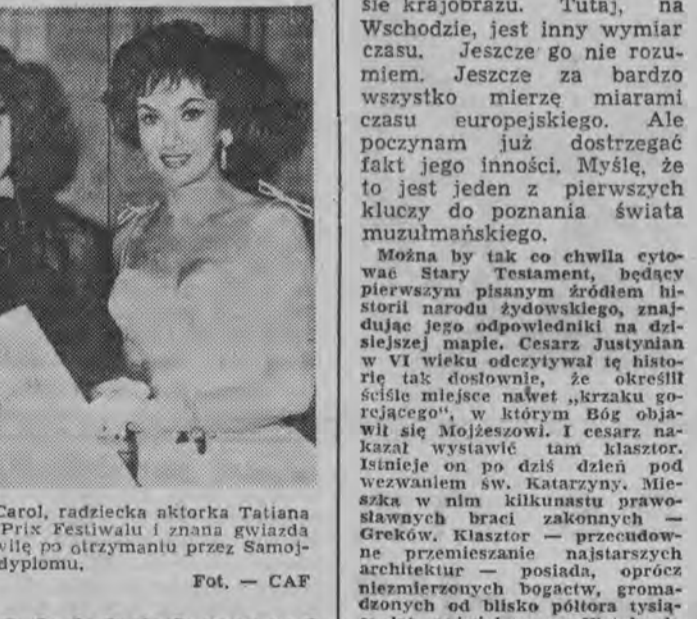 Carol, radziecka aktorka Tatiana
Prix Festiwalu i znana gwiazda
wilę po otrzymaniu przez Samoj-
dyplomu.
Fot. — CAF
sie krajobrazu. Tutaj, na
Wschodzie, jest inny wymiar
czasu. Jeszcze go nie rozu-
miem. Jeszcze za bardzo
wszystko mierzę miarami
czasu europejskiego. Ale
poczynam już dostrzegać
fakt jego inności. Myślę, że
to jest jeden z pierwszych
kluczy do poznania świata
muzułmańskiego.
Można by tak co chwila cyto-
wać Stary Testament, będący
pierwszym pisanym źródłem hi-
storii narodu żydowskiego, znaj-
dując jego odpowiedniki na dzi-
siejszej mapie. Cesarz Justynian
w VI wieku odczytywał tę histo-
rię tak dosłownie, że określił
ściśle miejsce nawet „krzaku go-
rejącego“, w którym Bóg obja-
wił się Mojżeszowi. I cesarz na-
kazał wystawić tam klasztor.
Istnieje on po dziś dzień pod
wezwaniem św. Katarzyny. Mie-
szka w nim kilkunastu prawo-
sławnych braci zakonnych —
Greków. Klasztor — przecudow-
ne przemieszanie najstarszych
architektur — posiada, oprócz
niezmierzonych bogactw, groma-
dzonych od blisko półtora tysią-